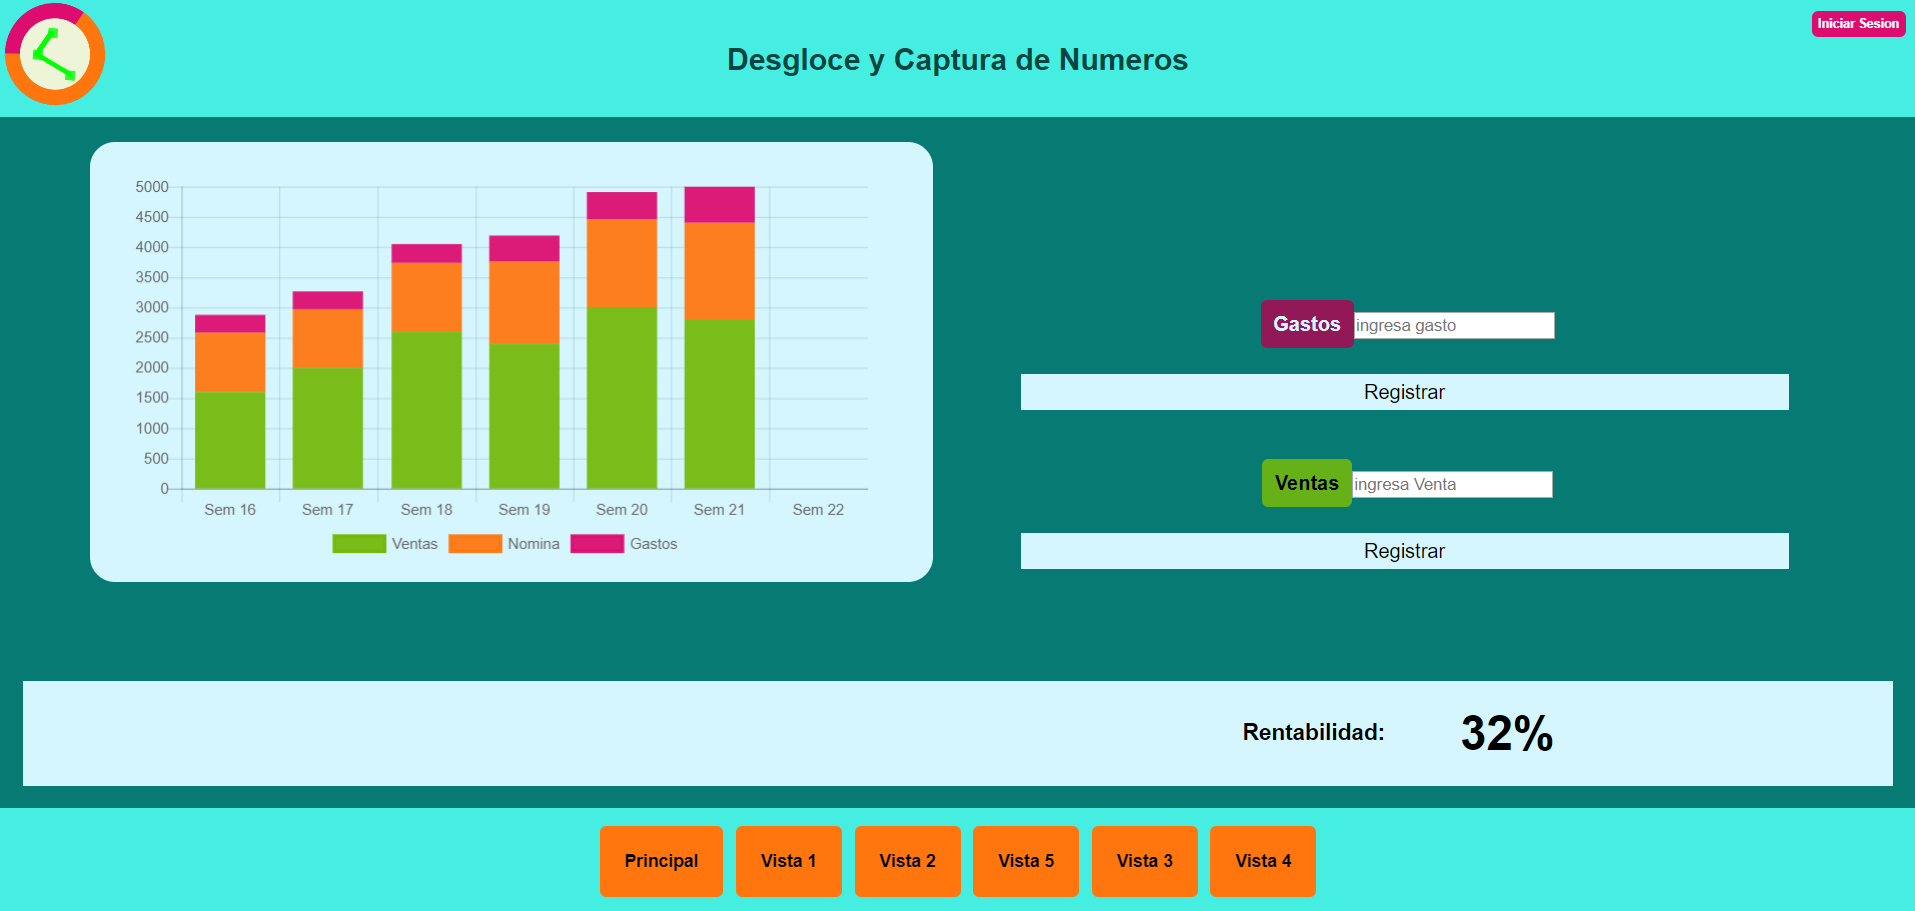 Iniciar Sesion
Desgloce y Captura de Numeros
5000
4500
4000
3500
3000
2500
2000
1500
1000
500
0
Sem 16 Sem 17 Sem 18 Sem 19 Sem 20 Sem 21 Sem 22
Ventas Nomina Gastos
Gastos ingresa gasto
Registrar
Ventas ingresa Venta
Registrar
Rentabilidad: 32%
Principal Vista 1 Vista 2 Vista 5 Vista 3 Vista 4